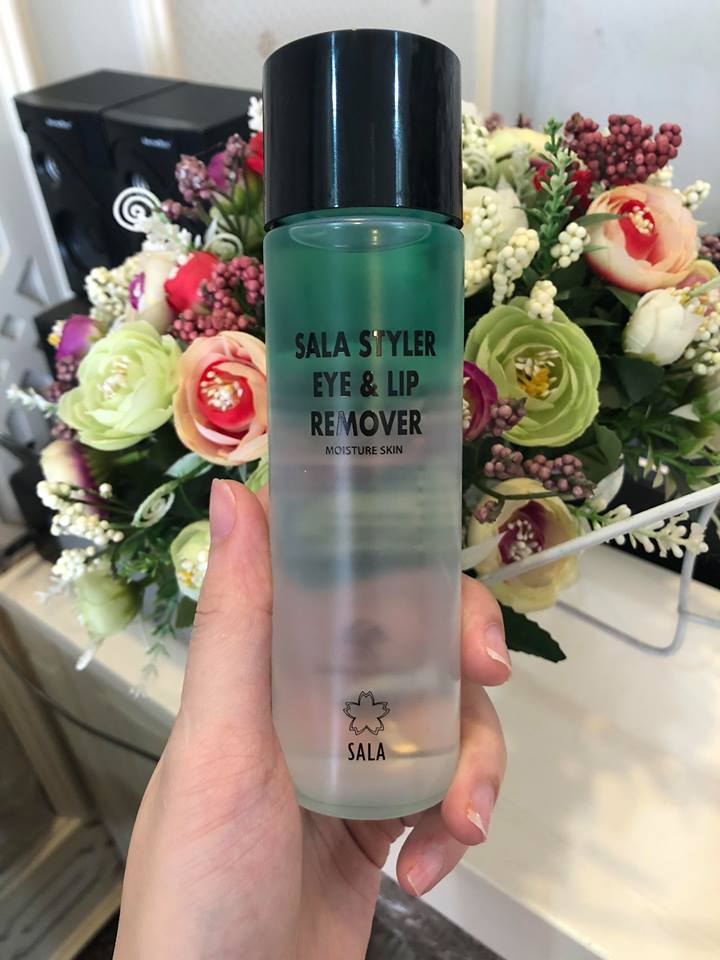 SALA STYLER
EYE & LIP
REMOVER
MOISTURE SKIN
SALA